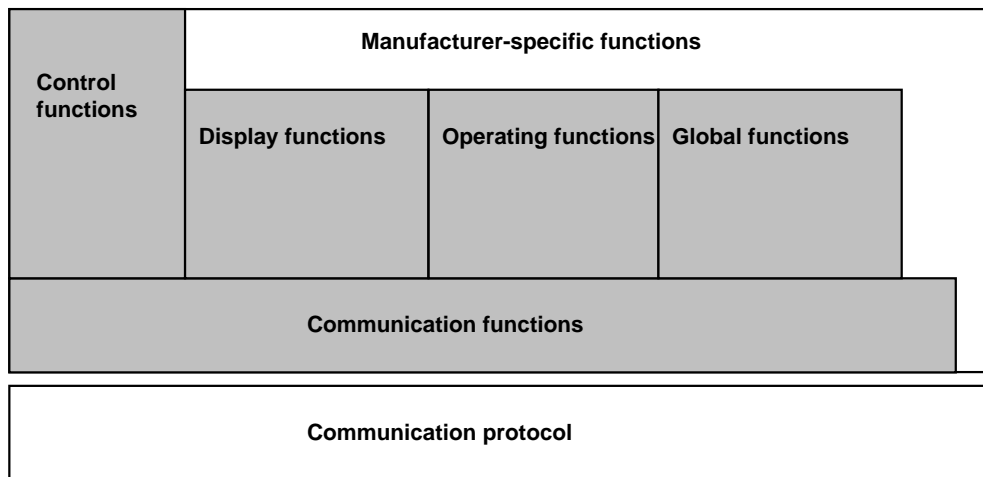 Manufacturer-specific functions
Control
functions
Display functions
Operating functions
Global functions
Communication functions
Communication protocol